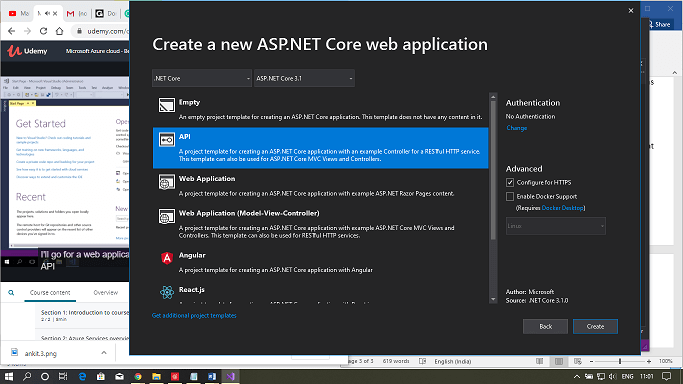 M (Inc
Dos
udemy.com/c
Udemy
Microsoft Azure cloud - Be
Share
Start Page
Get Started
Recent
I'll go for a web applica
API
Course content
Overview
Section 1: Introduction to course
2 / 2 | 5min
Section 2: Azure Services overview
ankit.3.png
Create a new ASP.NET Core web application
.NET Core
ASP.NET Core 3.1
Empty
An empty project template for creating an ASP.NET Core application. This template does not have any content in it.
API
A project template for creating an ASP.NET Core application with an example Controller for a RESTful HTTP service.
This template can also be used for ASP.NET Core MVC Views and Controllers.
Web Application
A project template for creating an ASP.NET Core application with example ASP.NET Razor Pages content.
Web Application (Model-View-Controller)
A project template for creating an ASP.NET Core application with example ASP.NET Core MVC Views and
Controllers. This template can also be used for RESTful HTTP services.
Angular
A project template for creating an ASP.NET Core application with Angular
React.js
Get additional project templates
Authentication
No Authentication
Change
Advanced
Configure for HTTPS
Enable Docker Support
(Requires Docker Desktop)
Linux
Author: Microsoft
Source: .NET Core 3.1.0
Back
Create
age 3 of 3
619 words
English (India)
100%
ENG
11:01